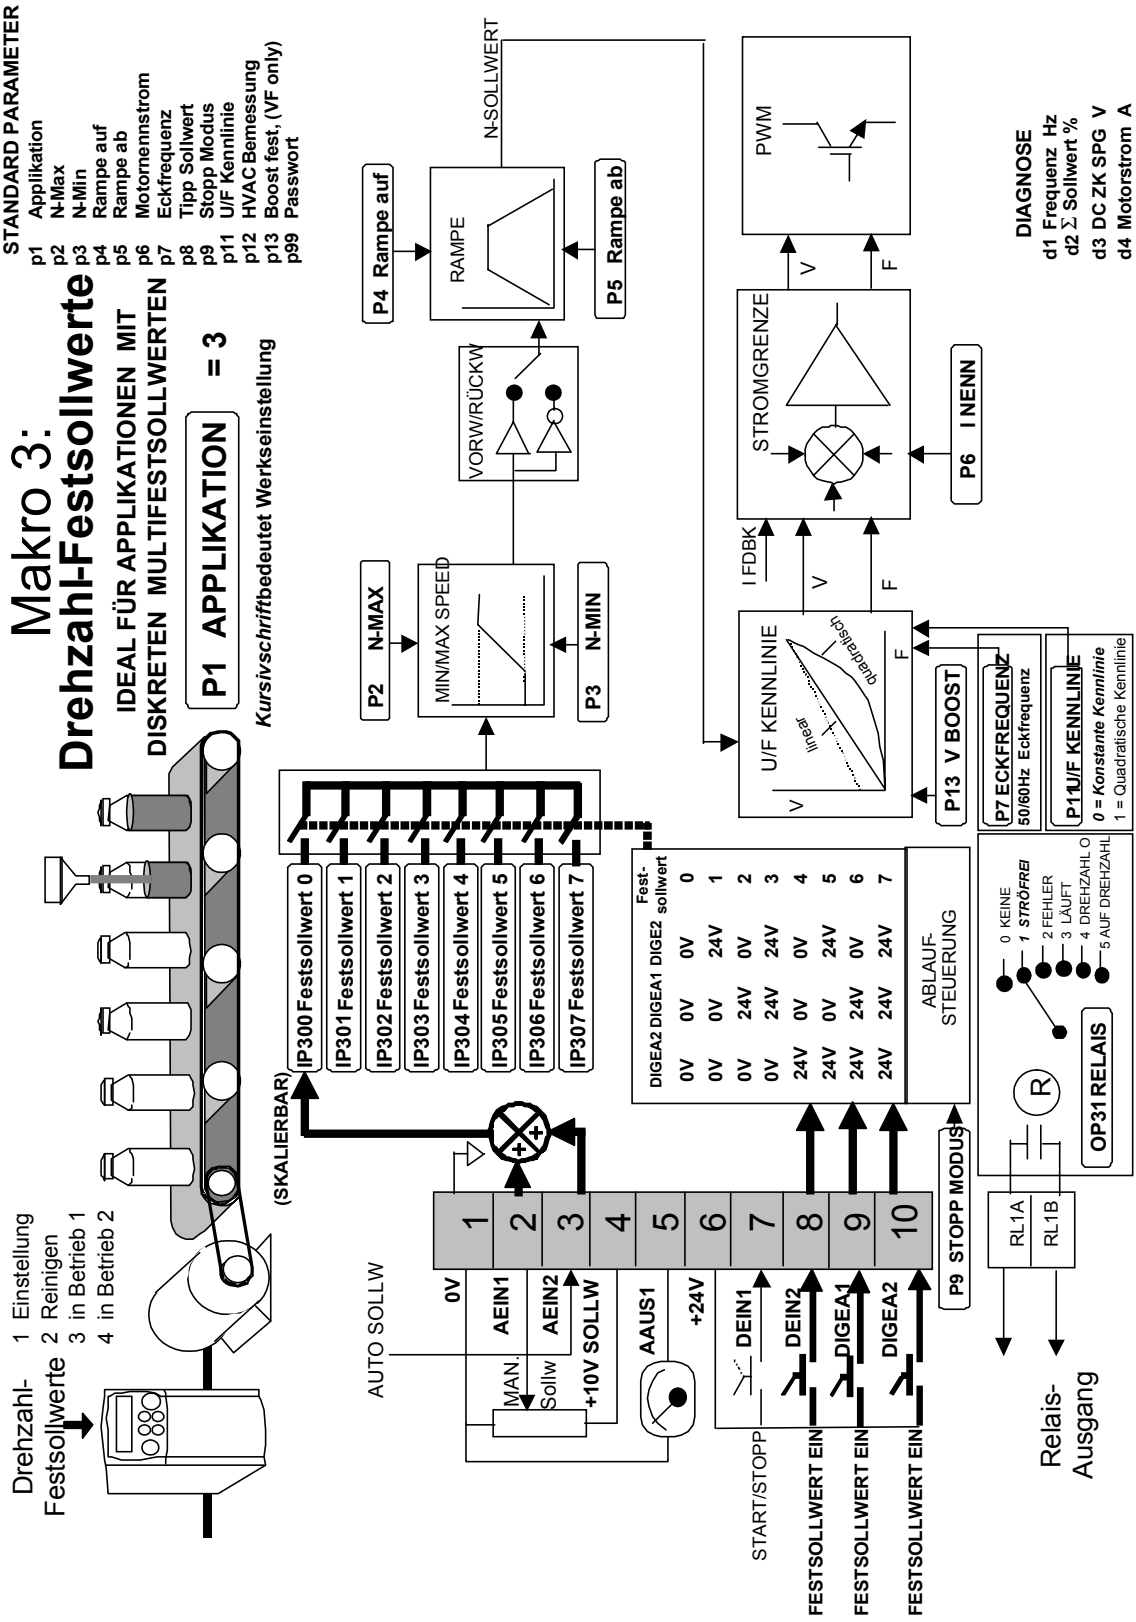 Makro 3:
Drehzahl-Festsollwerte
IDEAL FÜR APPLIKATIONEN MIT
DISKRETEN MULTIFESTSOLLWERTEN
P1 APPLIKATION = 3
Kursivschriftbedeutet Werkseinstellung
STANDARD PARAMETER
p1 Applikation
p2 N-Max
p3 N-Min
p4 Rampe auf
p5 Rampe ab
p6 Motornennstrom
p7 Eckfrequenz
p8 Tipp Sollwert
p9 Stopp Modus
p11 U/F Kennlinie
p12 HVAC Bemessung
p13 Boost fest, (VF only)
p99 Passwort
Drehzahl-
Festsollwerte
1 Einstellung
2 Reinigen
3 in Betrieb 1
4 in Betrieb 2
(SKALIERBAR)
IP300 Festsollwert 0
IP301 Festsollwert 1
IP302 Festsollwert 2
IP303 Festsollwert 3
IP304 Festsollwert 4
IP305 Festsollwert 5
IP306 Festsollwert 6
IP307 Festsollwert 7
P2 N-MAX
MIN/MAX SPEED
P3 N-MIN
VORW/RÜCKW
P4 Rampe auf
RAMPE
P5 Rampe ab
N-SOLLWERT
AUTO SOLLW
0V
AEIN1
MAN.
Sollw
AEIN2
+10V SOLLW
AAUS1
+24V
START/STOPP
DEIN1
FESTSOLLWERT EIN
DEIN2
FESTSOLLWERT EIN
DIGEA1
FESTSOLLWERT EIN
DIGEA2
1
2
3
4
5
6
7
8
9
10
+
+
DIGEA2 DIGEA1 DIGE2 Fest-
sollwert
0V 0V 0V 0
0V 0V 24V 1
0V 24V 0V 2
0V 24V 24V 3
24V 0V 0V 4
24V 0V 24V 5
24V 24V 0V 6
24V 24V 24V 7
ABLAUF-
STEUERUNG
P9 STOPP MODUS
U/F KENNLINIE
V
linear
quadratisch
F
P13 V BOOST
P7 ECKFREQUENZ
50/60Hz Eckfrequenz
P11U/F KENNLINIE
0 = Konstante Kennlinie
1 = Quadratische Kennlinie
I FDBK
V
F
STROMGRENZE
P6 I NENN
V
F
PWM
Relais-
Ausgang
RL1A
RL1B
R
OP31 RELAIS
0 KEINE
1 STRÖFREI
2 FEHLER
3 LÄUFT
4 DREHZAHL O
5 AUF DREHZAHL
DIAGNOSE
d1 Frequenz Hz
d2 Σ Sollwert %
d3 DC ZK SPG V
d4 Motorstrom A